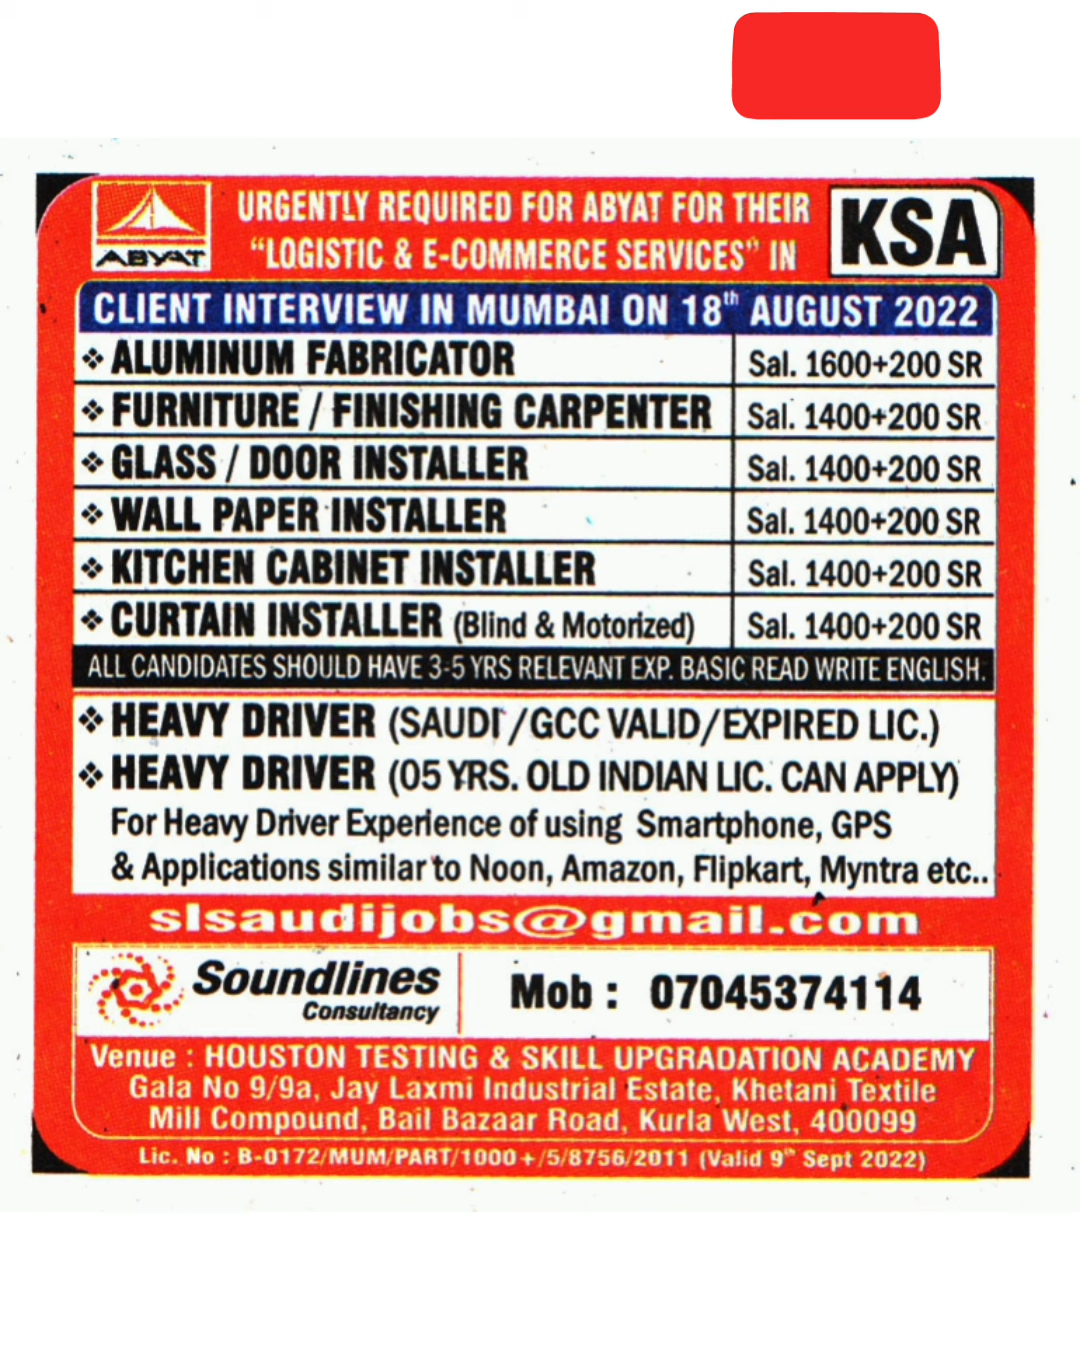 ABYAT
URGENTLY REQUIRED FOR ABYAT FOR THEIR
"LOGISTIC & E-COMMERCE SERVICES" IN
KSA
CLIENT INTERVIEW IN MUMBAI ON 18th AUGUST 2022
❖ ALUMINUM FABRICATOR Sal. 1600+200 SR
❖ FURNITURE / FINISHING CARPENTER Sal. 1400+200 SR
❖ GLASS / DOOR INSTALLER Sal. 1400+200 SR
❖ WALL PAPER INSTALLER Sal. 1400+200 SR
❖ KITCHEN CABINET INSTALLER Sal. 1400+200 SR
❖ CURTAIN INSTALLER (Blind & Motorized) Sal. 1400+200 SR
ALL CANDIDATES SHOULD HAVE 3-5 YRS RELEVANT EXP. BASIC READ WRITE ENGLISH.
❖ HEAVY DRIVER (SAUDI /GCC VALID/EXPIRED LIC.)
❖ HEAVY DRIVER (05 YRS. OLD INDIAN LIC. CAN APPLY)
For Heavy Driver Experience of using Smartphone, GPS
& Applications similar to Noon, Amazon, Flipkart, Myntra etc..
slsaudijobs@gmail.com
Soundlines
Consultancy
Mob : 07045374114
Venue : HOUSTON TESTING & SKILL UPGRADATION ACADEMY
Gala No 9/9a, Jay Laxmi Industrial Estate, Khetani Textile
Mill Compound, Bail Bazaar Road, Kurla West, 400099
Lic. No : B-0172/MUM/PART/1000+/5/8756/2011 (Valid 9th Sept 2022)